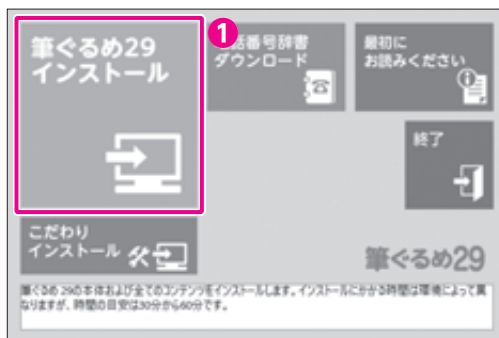 筆ぐるめ29
インストール
1
話番号辞書
ダウンロード
最初に
お読みください
終了
こだわり
インストール
筆ぐるめ29
筆ぐるめ 29の本体および全てのコンテンツをインストールします。インストールにかかる時間は環境によって異
なりますが、時間の目安は30分から60分です。